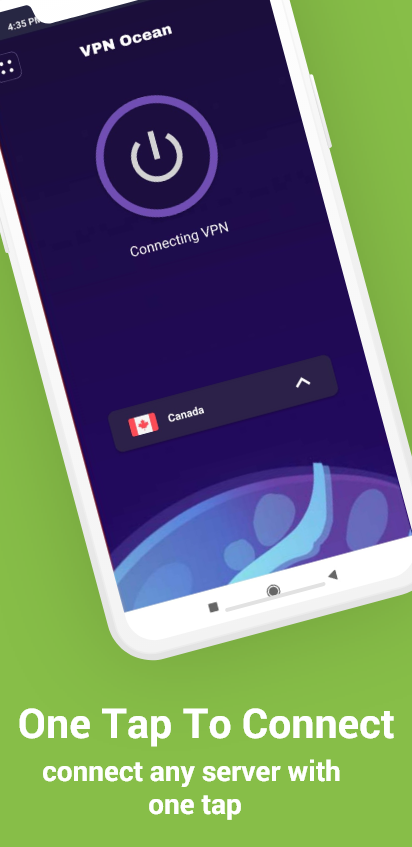 4:35 PM
VPN Ocean
Connecting VPN
Canada
One Tap To Connect
connect any server with
one tap